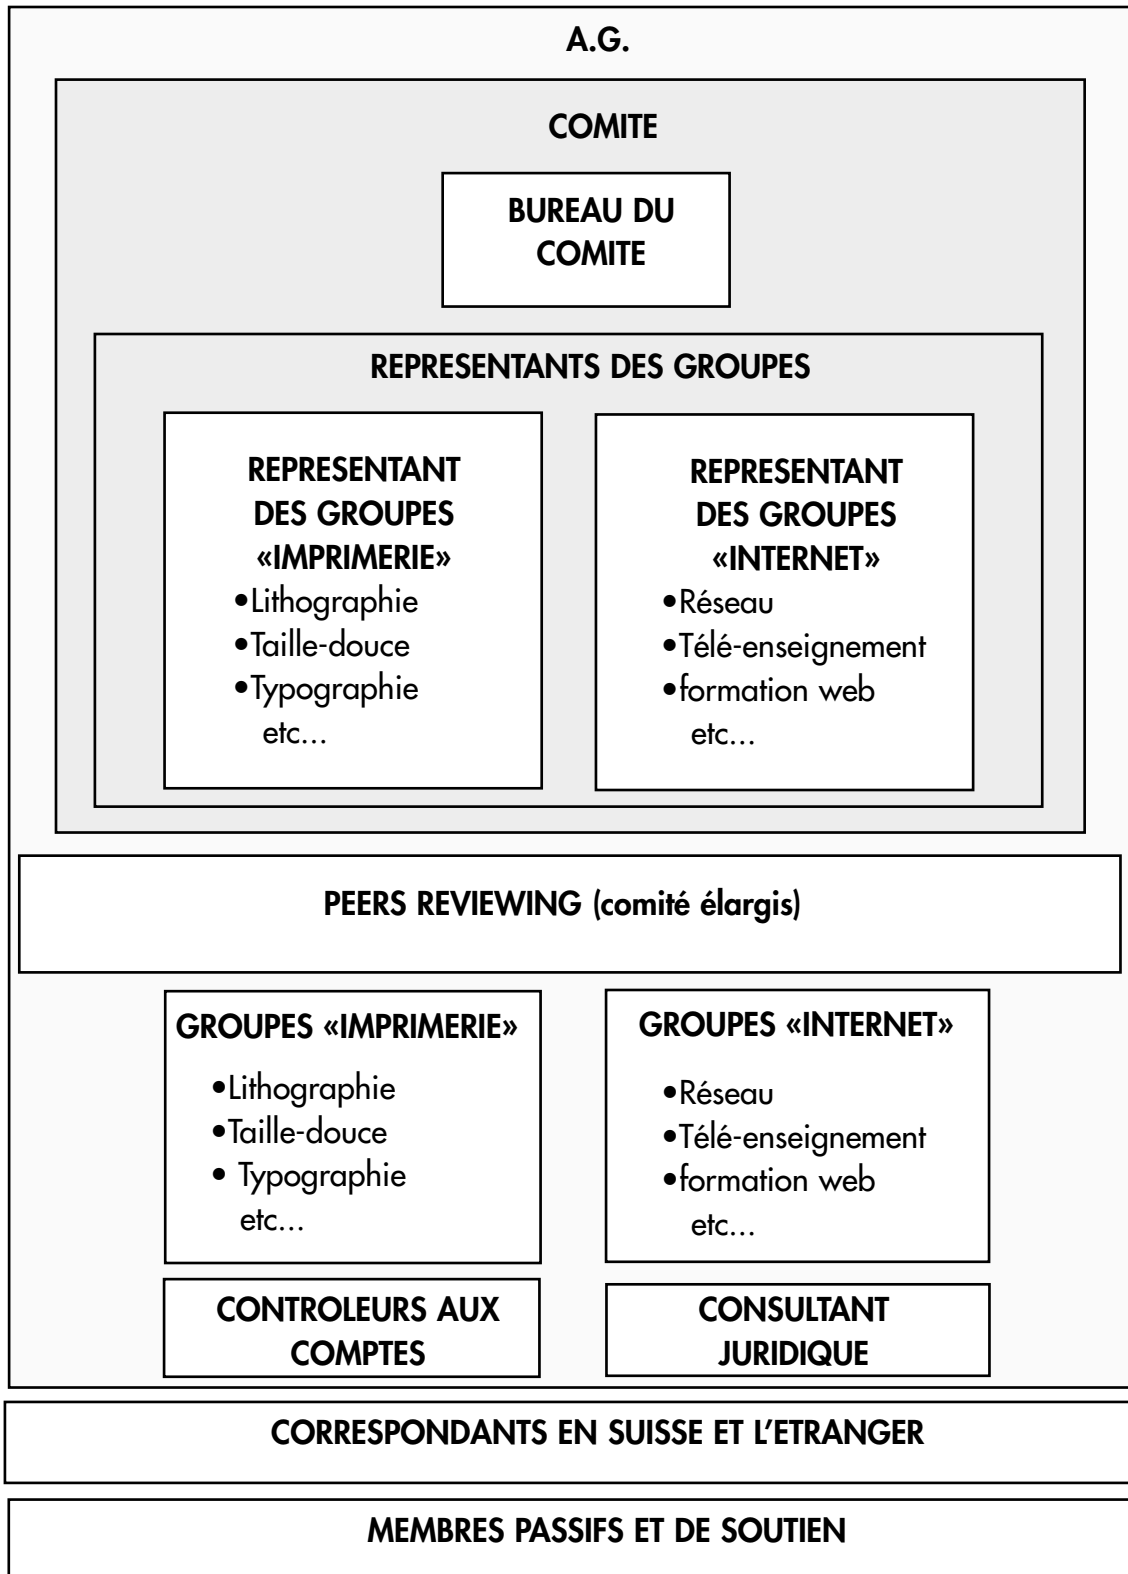 A.G.
COMITE
BUREAU DU
COMITE
REPRESENTANTS DES GROUPES
REPRESENTANT
DES GROUPES
«IMPRIMERIE»
•Lithographie
•Taille-douce
•Typographie
etc...
REPRESENTANT
DES GROUPES
«INTERNET»
•Réseau
•Télé-enseignement
•formation web
etc...
PEERS REVIEWING (comité élargis)
GROUPES «IMPRIMERIE»
•Lithographie
•Taille-douce
• Typographie
etc...
GROUPES «INTERNET»
•Réseau
•Télé-enseignement
•formation web
etc...
CONTROLEURS AUX
COMPTES
CONSULTANT
JURIDIQUE
CORRESPONDANTS EN SUISSE ET L'ETRANGER
MEMBRES PASSIFS ET DE SOUTIEN